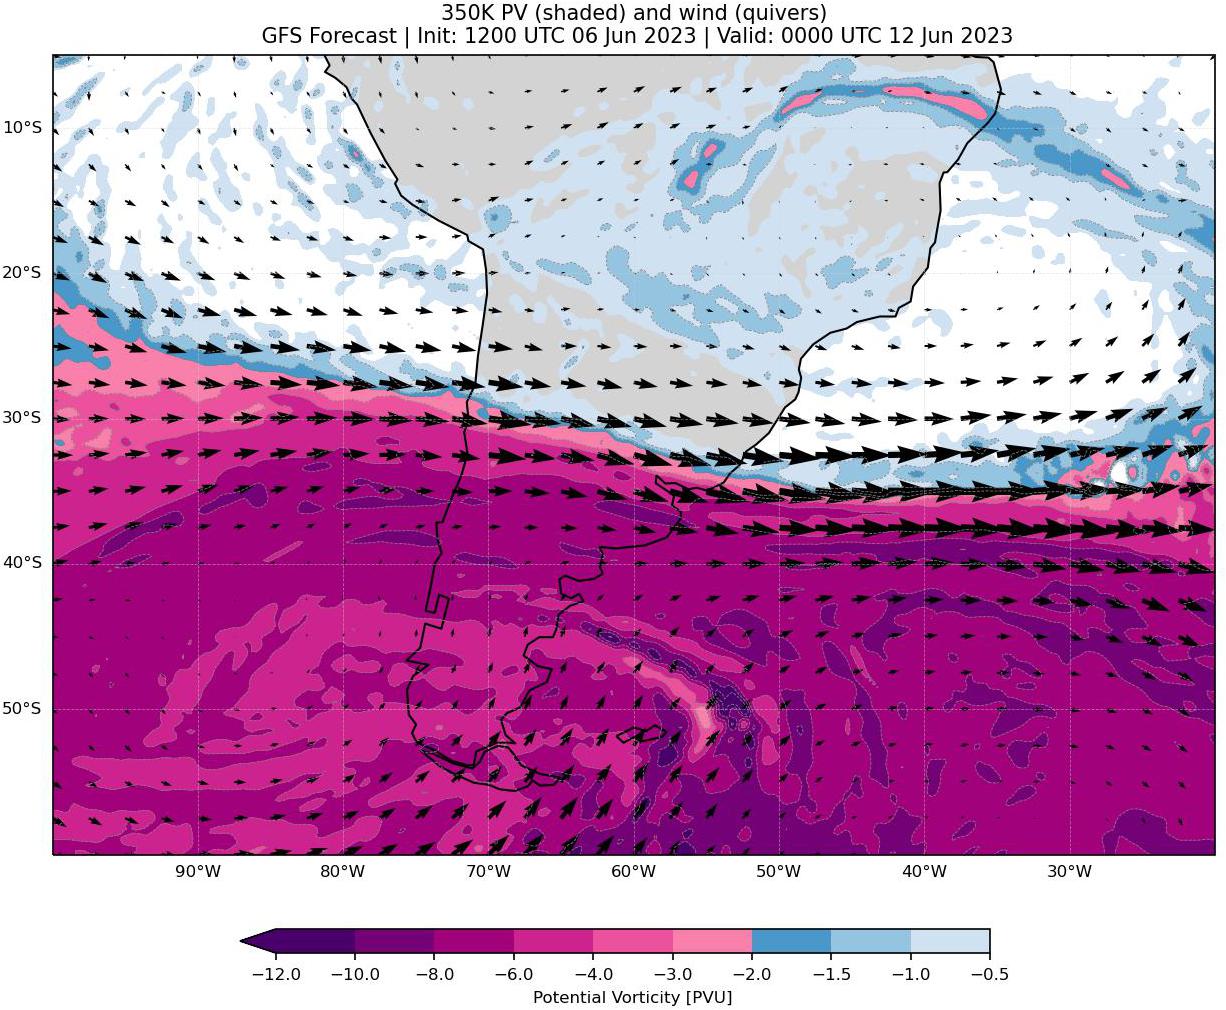 350K PV (shaded) and wind (quivers)
GFS Forecast | Init: 1200 UTC 06 Jun 2023 | Valid: 0000 UTC 12 Jun 2023
10°S
20°S
30°S
40°S
50°S
90°W 80°W 70°W 60°W 50°W 40°W 30°W
−12.0 −10.0 −8.0 −6.0 −4.0 −3.0 −2.0 −1.5 −1.0 −0.5
Potential Vorticity [PVU]